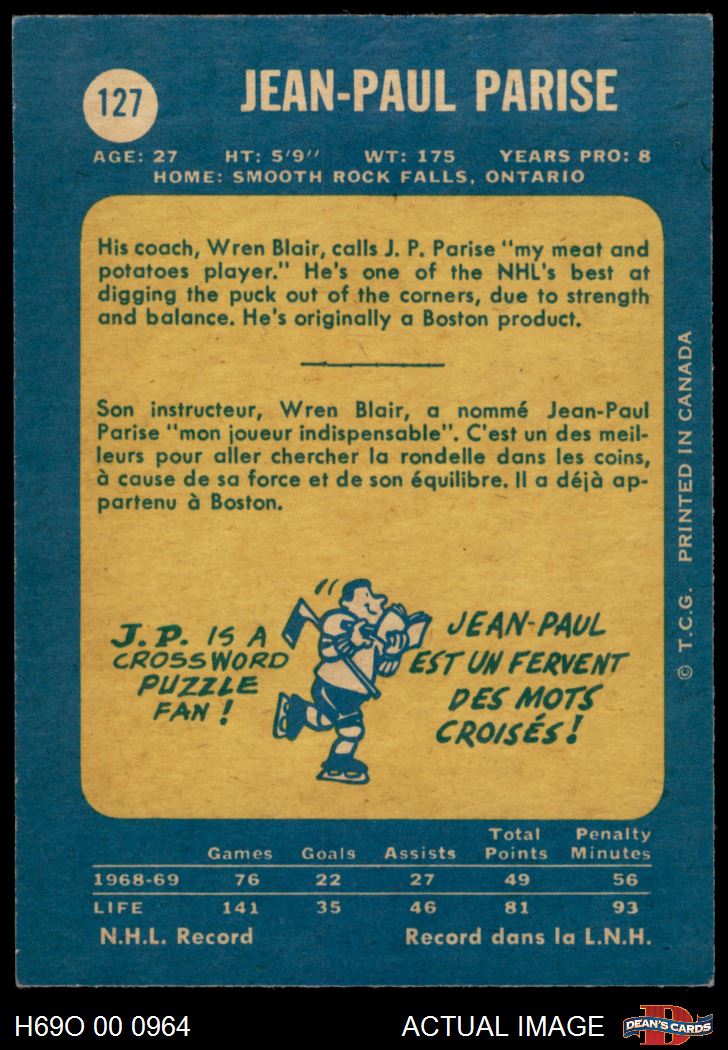 127
JEAN-PAUL PARISE
AGE: 27 HT: 5'9'' WT: 175 YEARS PRO: 8
HOME: SMOOTH ROCK FALLS, ONTARIO
His coach, Wren Blair, calls J. P. Parise "my meat and
potatoes player." He's one of the NHL's best at
digging the puck out of the corners, due to strength
and balance. He's originally a Boston product.
Son instructeur, Wren Blair, a nommé Jean-Paul
Parise "mon joueur indispensable". C'est un des meil-
leurs pour aller chercher la rondelle dans les coins,
à cause de sa force et de son équilibre. Il a déjà ap-
partenu à Boston.
J.P. IS A
CROSSWORD
PUZZLE
FAN!
JEAN-PAUL
EST UN FERVENT
DES MOTS
CROISÉS!
© T.C.G. PRINTED IN CANADA
Total Penalty
Games Goals Assists Points Minutes
1968-69 76 22 27 49 56
LIFE 141 35 46 81 93
N.H.L. Record Record dans la L.N.H.
H69O 00 0964 ACTUAL IMAGE DEAN'S CARDS